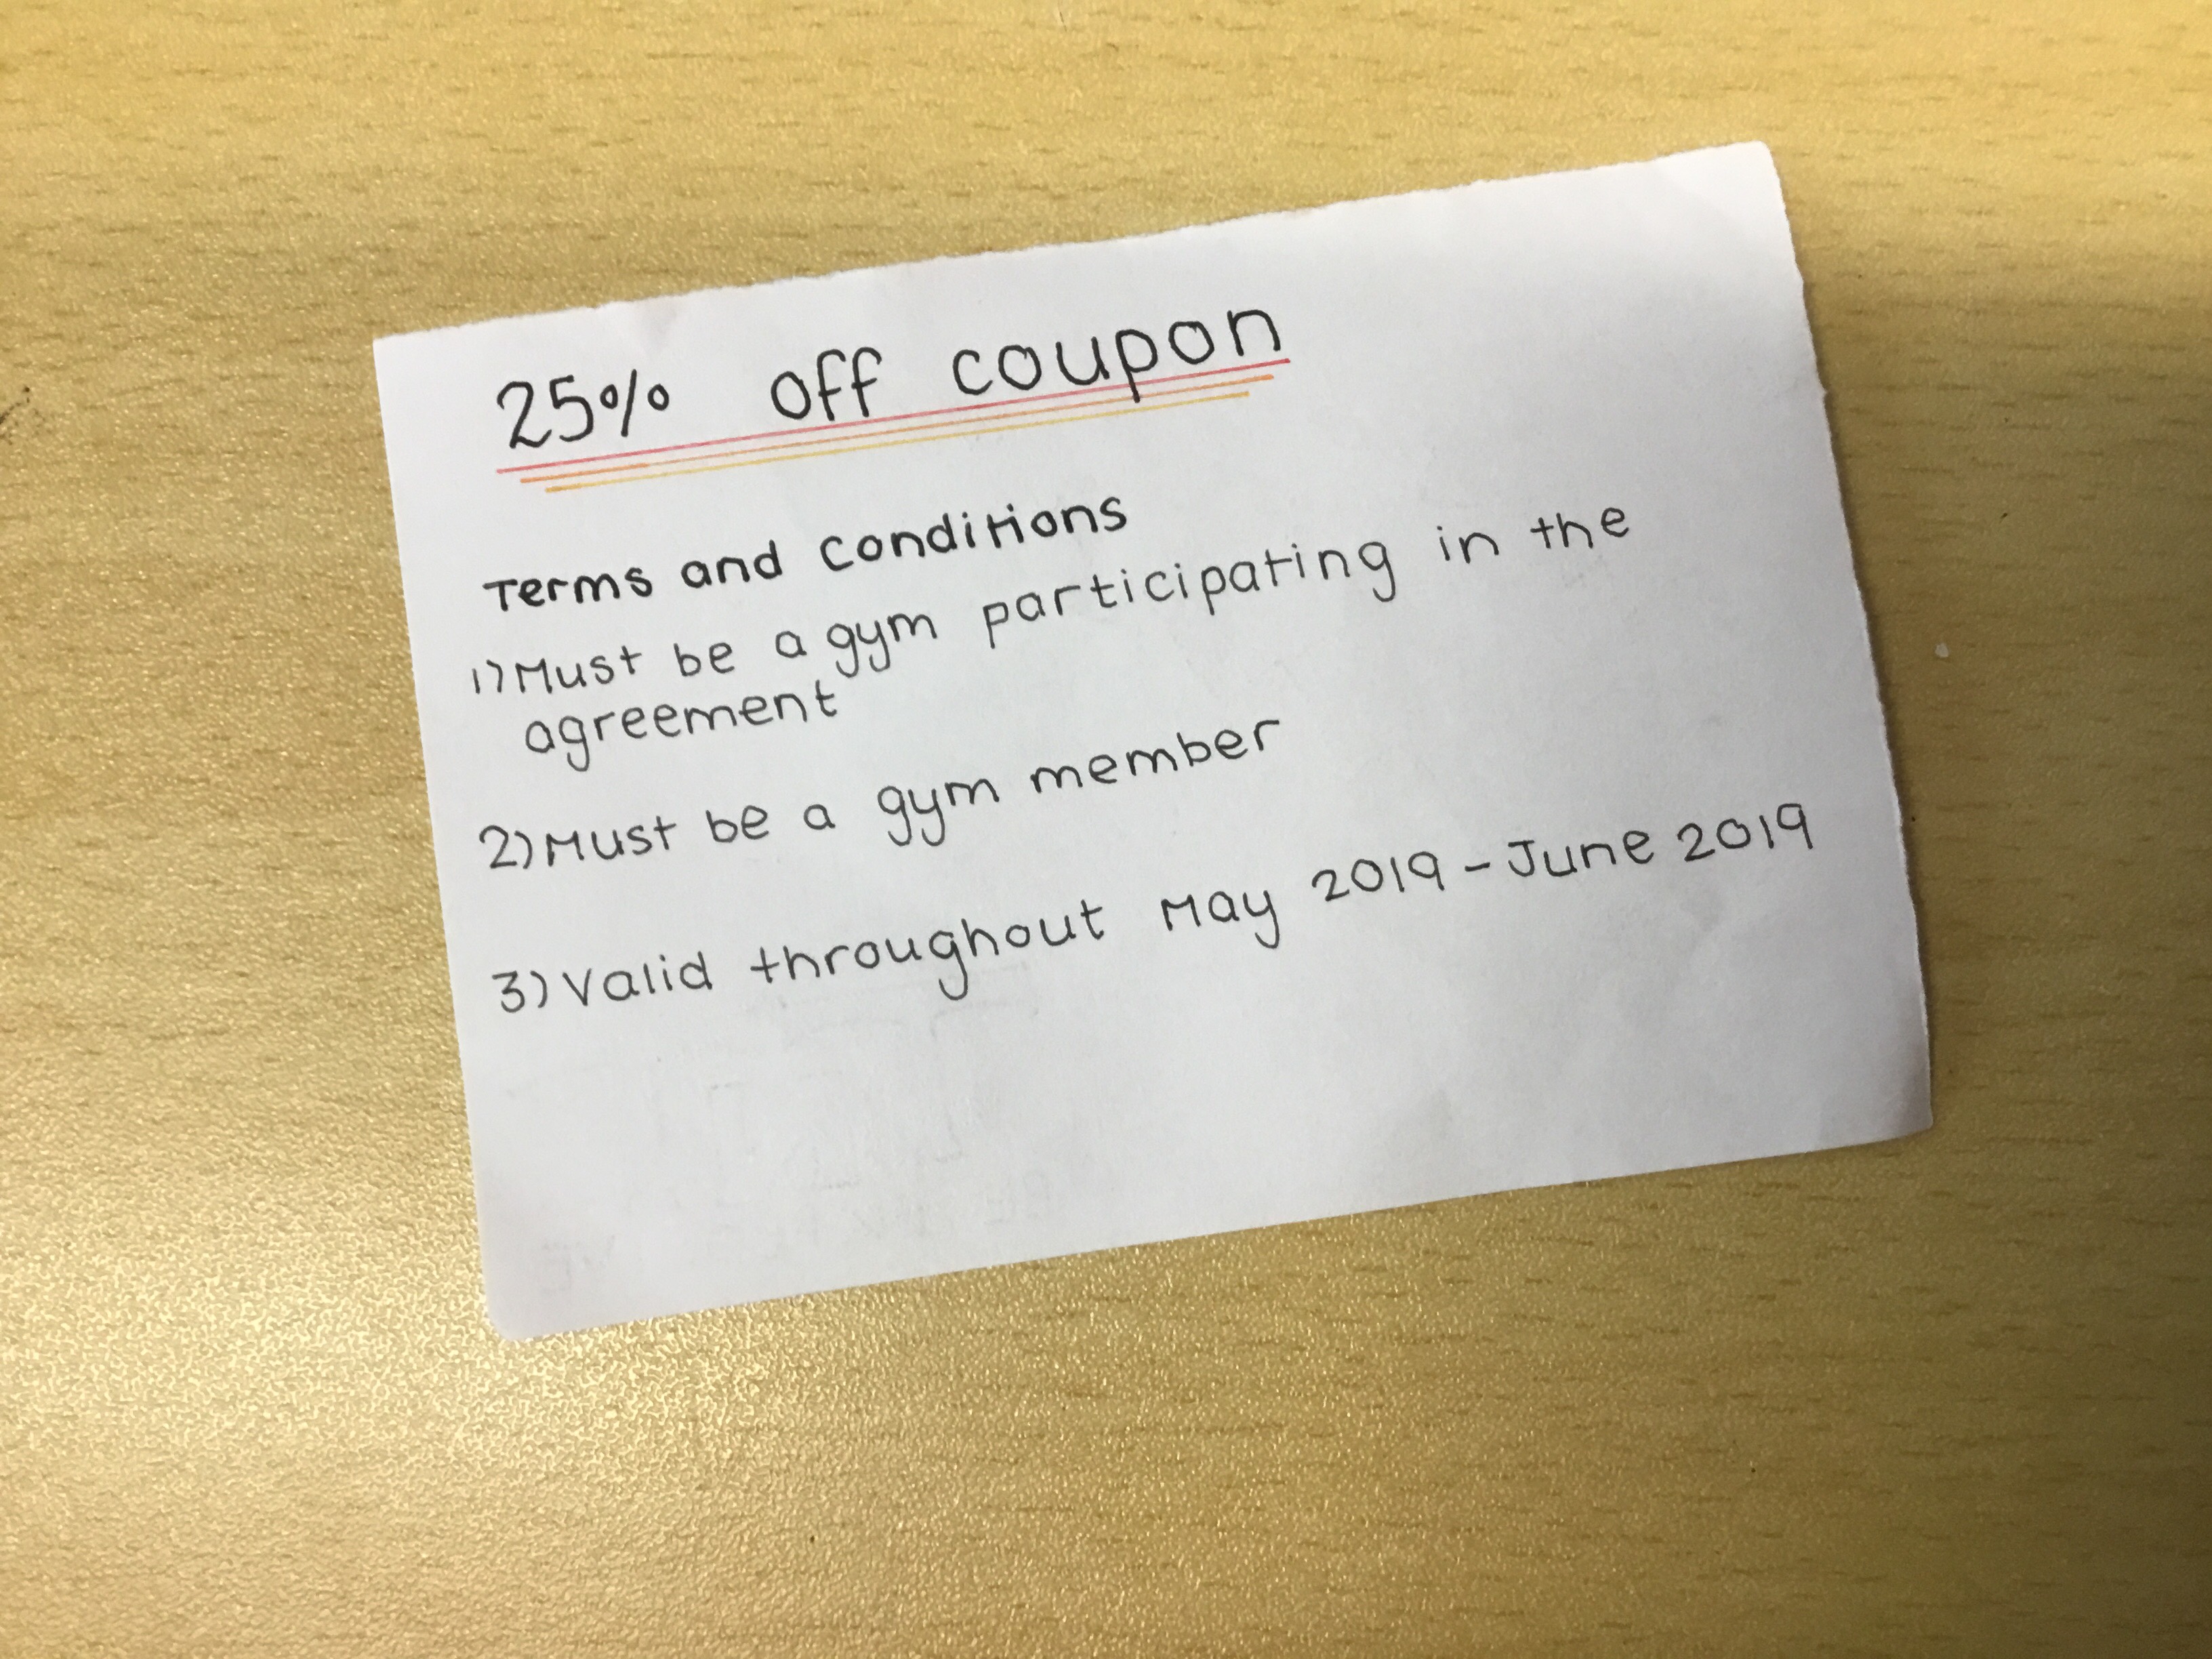 25% off coupon
Terms and conditions
1) Must be a gym participating in the
agreement
2) Must be a gym member
3) Valid throughout May 2019 - June 2019